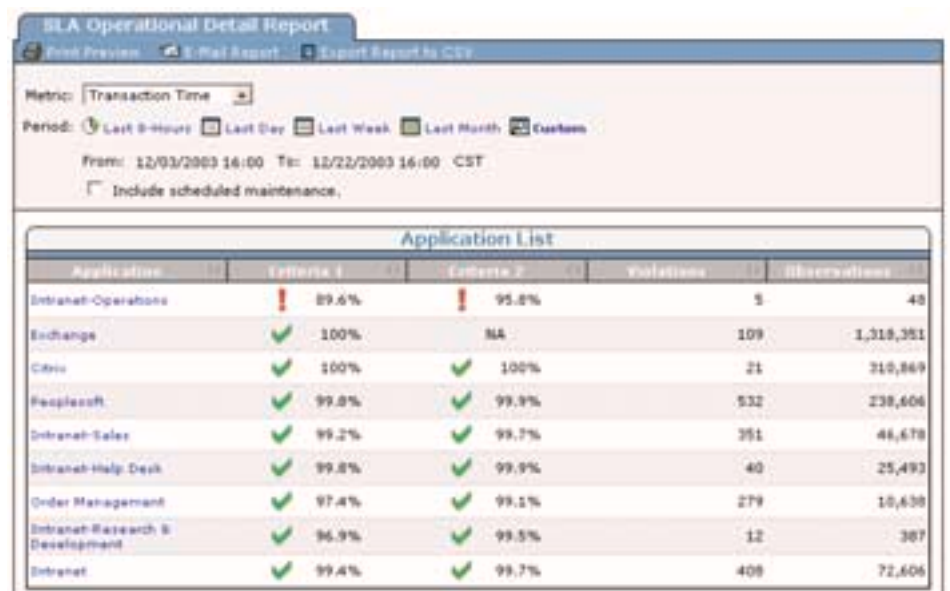 SLA Operational Detail Report
Print Preview E-Mail Report Export Report to CSV
Metric: Transaction Time
Period: Last 8-Hours Last Day Last Week Last Month Custom
From: 12/03/2003 16:00 To: 12/22/2003 16:00 CST
Include scheduled maintenance.
Application List
Application Criteria 1 Criteria 2 Violations Observations
Intranet-Operations 89.6% 95.8% 5 48
Exchange 100% NA 109 1,318,351
Citrix 100% 100% 21 310,869
Peoplesoft 99.8% 99.9% 532 238,606
Intranet-Sales 99.2% 99.7% 351 46,678
Intranet-Help Desk 99.8% 99.9% 40 25,493
Order Management 97.4% 99.1% 279 10,638
Intranet-Research &
Development 96.9% 99.5% 12 387
Intranet 99.4% 99.7% 408 72,606